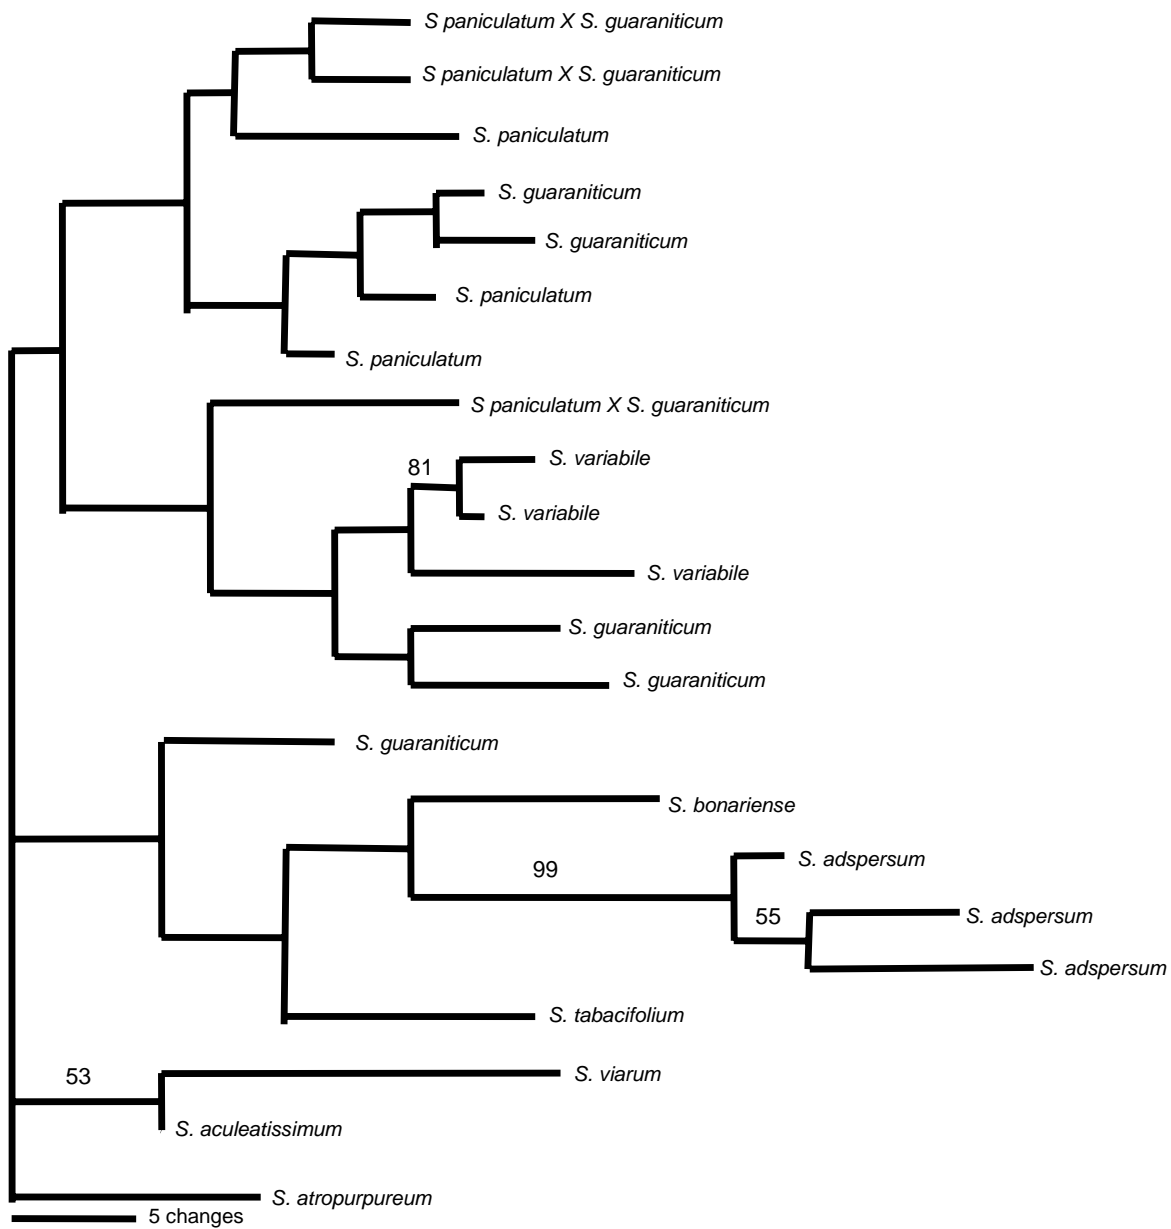 S paniculatum X S. guaraniticum
S paniculatum X S. guaraniticum
S. paniculatum
S. guaraniticum
S. guaraniticum
S. paniculatum
S. paniculatum
S paniculatum X S. guaraniticum
81
S. variabile
S. variabile
S. variabile
S. guaraniticum
S. guaraniticum
S. guaraniticum
S. bonariense
99
S. adspersum
55
S. adspersum
S. adspersum
S. tabacifolium
53
S. viarum
S. aculeatissimum
S. atropurpureum
5 changes